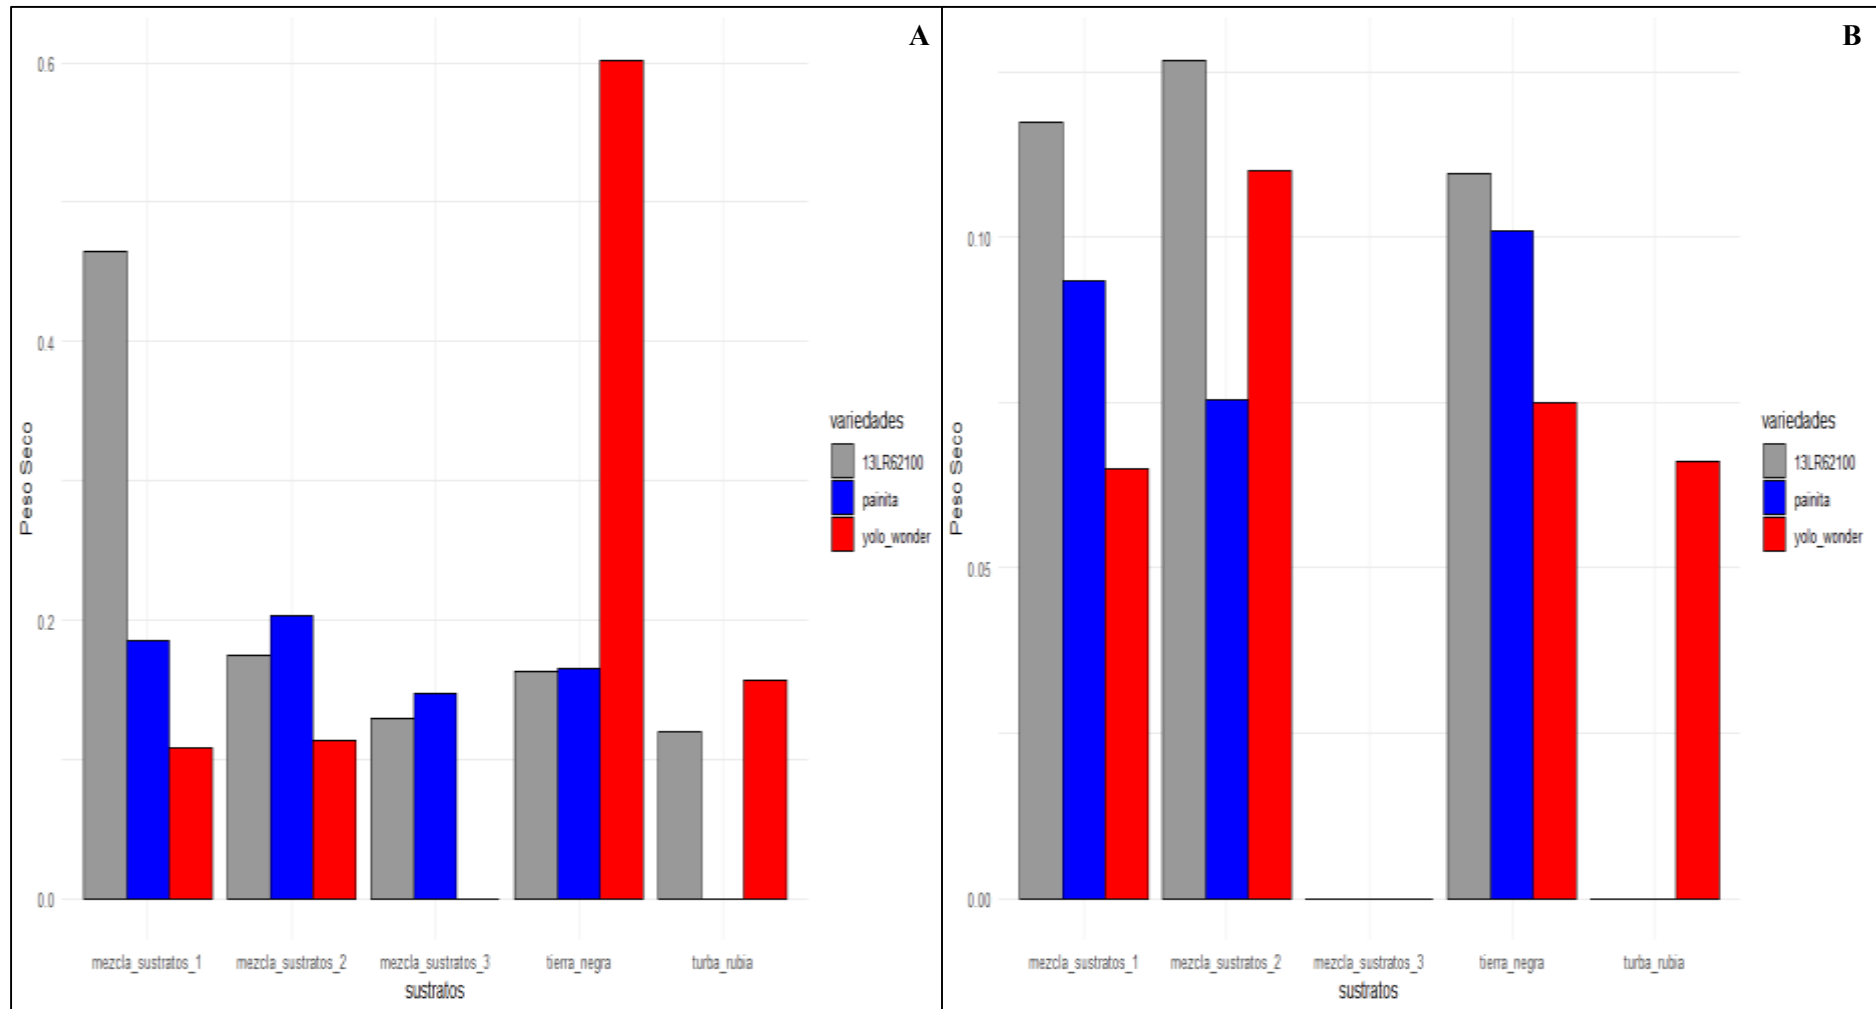 A
0.6
0.4
0.2
0.0
Peso Seco
mezcla_sustratos_1 mezcla_sustratos_2 mezcla_sustratos_3 tierra_negra turba_rubia
sustratos
variedades
13LR62100
painita
yolo_wonder
B
0.10
0.05
0.00
Peso Seco
mezcla_sustratos_1 mezcla_sustratos_2 mezcla_sustratos_3 tierra_negra turba_rubia
sustratos
variedades
13LR62100
painita
yolo_wonder